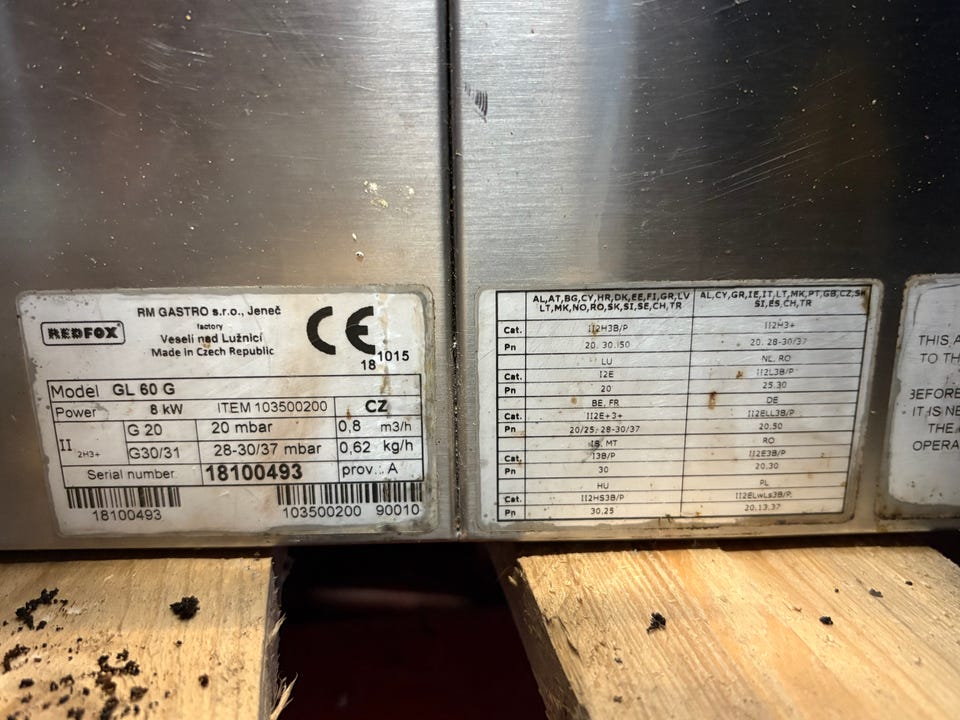 REDFOX
RM GASTRO s.r.o., Jeneč
factory
Veselí nad Lužnicí
Made in Czech Republic
CE
18 1015
Model GL 60 G
Power 8 kW ITEM 103500200 CZ
II 2H3+ G 20 20 mbar 0,8 m3/h
G30/31 28-30/37 mbar 0,62 kg/h
Serial number 18100493 prov.: A
18100493
103500200 90010
AL,AT,BG,CY,HR,DK,EE,FI,GR,LV
LT,MK,NO,RO,SK,SI,SE,CH,TR
AL,CY,GR,IE,IT,LT,MK,PT,GB,CZ,SK
SI,ES,CH,TR
Cat. II2H3B/P II2H3+
Pn 20, 30,50 20, 28-30/37
LU NL, RO
Cat. I2E II2L3B/P
Pn 20 25,30
BE, FR DE
Cat. II2E+3+ II2ELL3B/P
Pn 20/25, 28-30/37 20,50
IS, MT RO
Cat. I3B/P II2E3B/P
Pn 30 20,30
HU PL
Cat. II2HS3B/P II2ELwLs3B/P
Pn 30,25 20,13,37
THIS
TO TH
BEFORE
IT IS NE
THE
OPERA